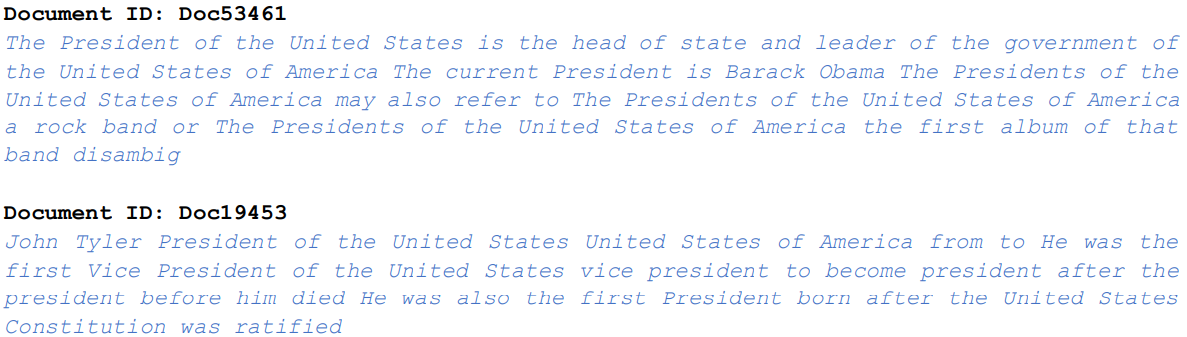 Document ID: Doc53461
The President of the United States is the head of state and leader of the government of
the United States of America The current President is Barack Obama The Presidents of the
United States of America may also refer to The Presidents of the United States of America
a rock band or The Presidents of the United States of America the first album of that
band disambig
Document ID: Doc19453
John Tyler President of the United States United States of America from to He was the
first Vice President of the United States vice president to become president after the
president before him died He was also the first President born after the United States
Constitution was ratified